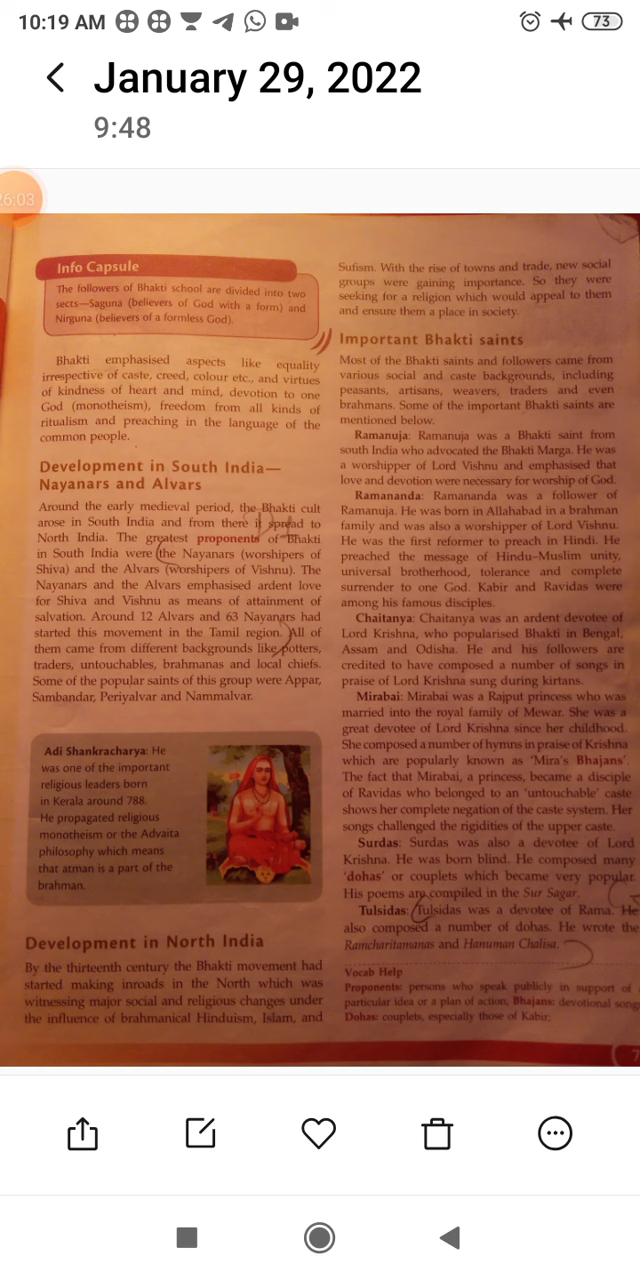 10:19 AM
73
January 29, 2022
9:48
26:03
Info Capsule
The followers of Bhakti school are divided into two
sects—Saguna (believers of God with a form) and
Nirguna (believers of a formless God).
Bhakti emphasised aspects like equality
irrespective of caste, creed, colour etc., and virtues
of kindness of heart and mind, devotion to one
God (monotheism), freedom from all kinds of
ritualism and preaching in the language of the
common people.
Development in South India—
Nayanars and Alvars
Around the early medieval period, the Bhakti cult
arose in South India and from there it spread to
North India. The greatest proponents of Bhakti
in South India were the Nayanars (worshipers of
Shiva) and the Alvars (worshipers of Vishnu). The
Nayanars and the Alvars emphasised ardent love
for Shiva and Vishnu as means of attainment of
salvation. Around 12 Alvars and 63 Nayanars had
started this movement in the Tamil region. All of
them came from different backgrounds like potters,
traders, untouchables, brahmanas and local chiefs.
Some of the popular saints of this group were Appar,
Sambandar, Periyalvar and Nammalvar.
Adi Shankracharya: He
was one of the important
religious leaders born
in Kerala around 788.
He propagated religious
monotheism or the Advaita
philosophy which means
that atman is a part of the
brahman.
Development in North India
By the thirteenth century the Bhakti movement had
started making inroads in the North which was
witnessing major social and religious changes under
the influence of brahmanical Hinduism, Islam, and
Sufism. With the rise of towns and trade, new social
groups were gaining importance. So they were
seeking for a religion which would appeal to them
and ensure them a place in society.
Important Bhakti saints
Most of the Bhakti saints and followers came from
various social and caste backgrounds, including
peasants, artisans, weavers, traders and even
brahmans. Some of the important Bhakti saints are
mentioned below.
Ramanuja: Ramanuja was a Bhakti saint from
south India who advocated the Bhakti Marga. He was
a worshipper of Lord Vishnu and emphasised that
love and devotion were necessary for worship of God.
Ramananda: Ramananda was a follower of
Ramanuja. He was born in Allahabad in a brahman
family and was also a worshipper of Lord Vishnu.
He was the first reformer to preach in Hindi. He
preached the message of Hindu–Muslim unity,
universal brotherhood, tolerance and complete
surrender to one God. Kabir and Ravidas were
among his famous disciples.
Chaitanya: Chaitanya was an ardent devotee of
Lord Krishna, who popularised Bhakti in Bengal,
Assam and Odisha. He and his followers are
credited to have composed a number of songs in
praise of Lord Krishna sung during kirtans.
Mirabai: Mirabai was a Rajput princess who was
married into the royal family of Mewar. She was a
great devotee of Lord Krishna since her childhood.
She composed a number of hymns in praise of Krishna
which are popularly known as 'Mira's Bhajans'.
The fact that Mirabai, a princess, became a disciple
of Ravidas who belonged to an 'untouchable' caste
shows her complete negation of the caste system. Her
songs challenged the rigidities of the upper caste.
Surdas: Surdas was also a devotee of Lord
Krishna. He was born blind. He composed many
'dohas' or couplets which became very popular.
His poems are compiled in the Sur Sagar.
Tulsidas: Tulsidas was a devotee of Rama. He
also composed a number of dohas. He wrote the
Ramcharitamanas and Hanuman Chalisa.
Vocab Help
Proponents: persons who speak publicly in support of
particular idea or a plan of action, Bhajans: devotional song
Dohas: couplets, especially those of Kabir;
7